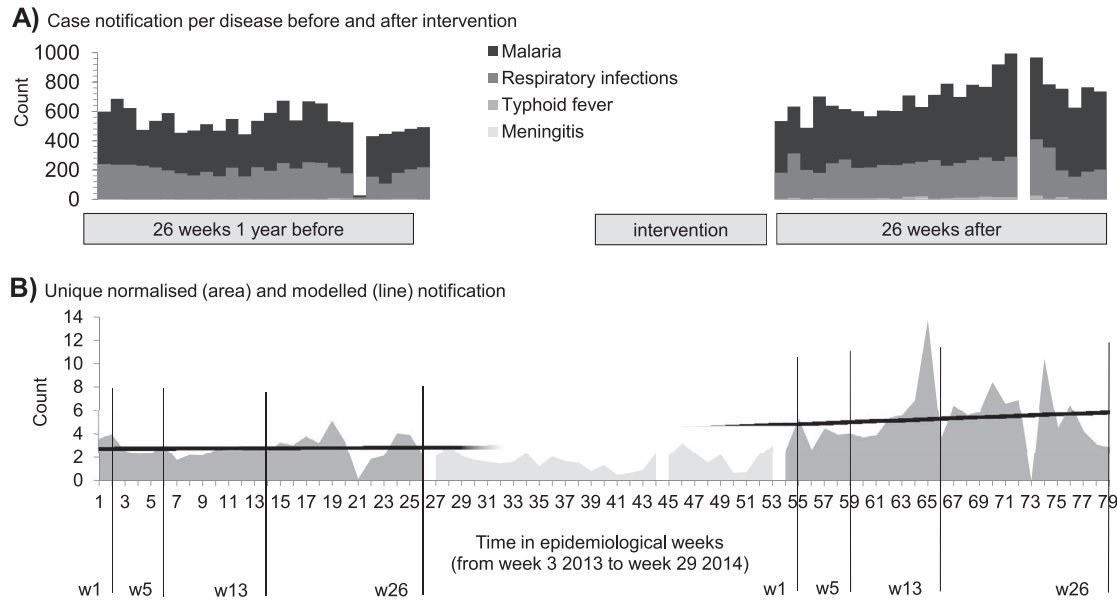 A) Case notification per disease before and after intervention
1000
800
600
400
200
0
Count
Malaria
Respiratory infections
Typhoid fever
Meningitis
26 weeks 1 year before
intervention
26 weeks after
B) Unique normalised (area) and modelled (line) notification
14
12
10
8
6
4
2
0
Count
1 3 5 7 9 11 13 15 17 19 21 23 25 27 29 31 33 35 37 39 41 43 45 47 49 51 53 55 57 59 61 63 65 67 69 71 73 75 77 79
Time in epidemiological weeks
(from week 3 2013 to week 29 2014)
w1 w5 w13 w26 w1 w5 w13 w26